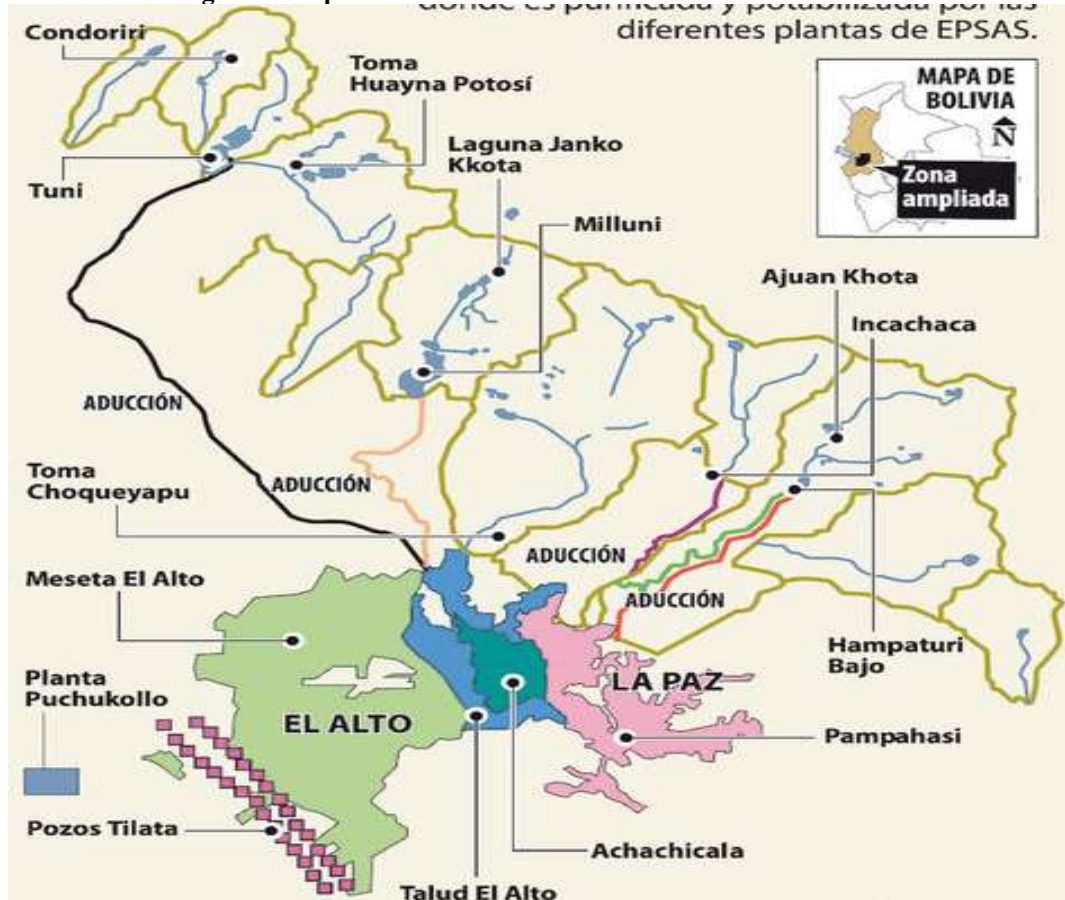 donde es purificada y potabilizada por las
diferentes plantas de EPSAS.
Condoriri
Toma
Huayna Potosí
MAPA DE
BOLIVIA
N
Zona
ampliada
Laguna Janko
Kkota
Tuni
Milluni
Ajuan Khota
Incachaca
ADUCCIÓN
Toma
Choqueyapu
ADUCCIÓN
ADUCCIÓN
ADUCCIÓN
Meseta El Alto
Hampaturi
Bajo
Planta
Puchukollo
LA PAZ
EL ALTO
Pampahasi
Pozos Tilata
Achachicala
Talud El Alto